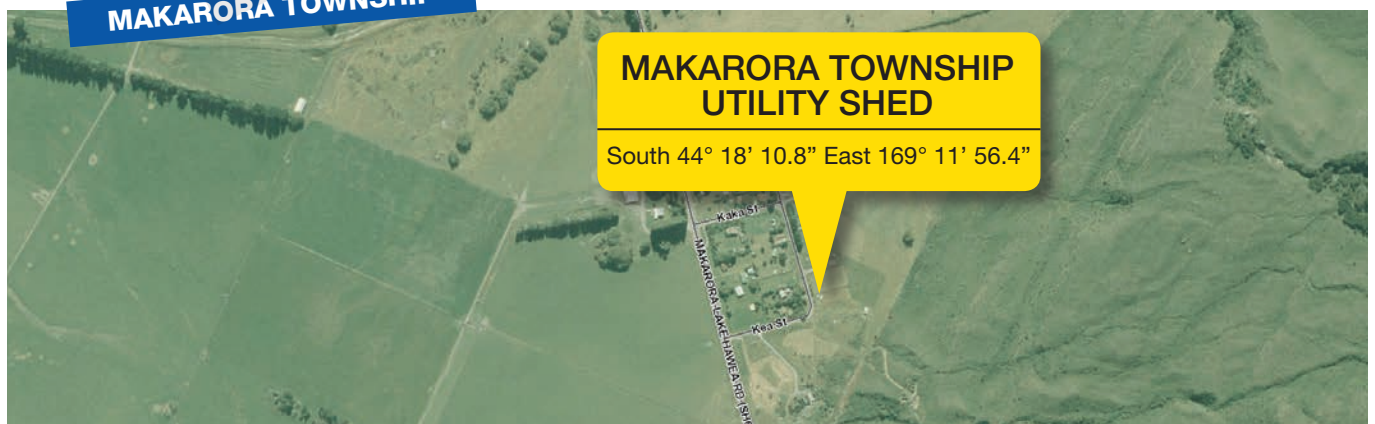 MAKARORA TOWNSHIP
MAKARORA TOWNSHIP
UTILITY SHED
South 44° 18’ 10.8” East 169° 11’ 56.4”
Kaka St
MAKARORA-LAKE HAWEA RD (SH6
Kea St